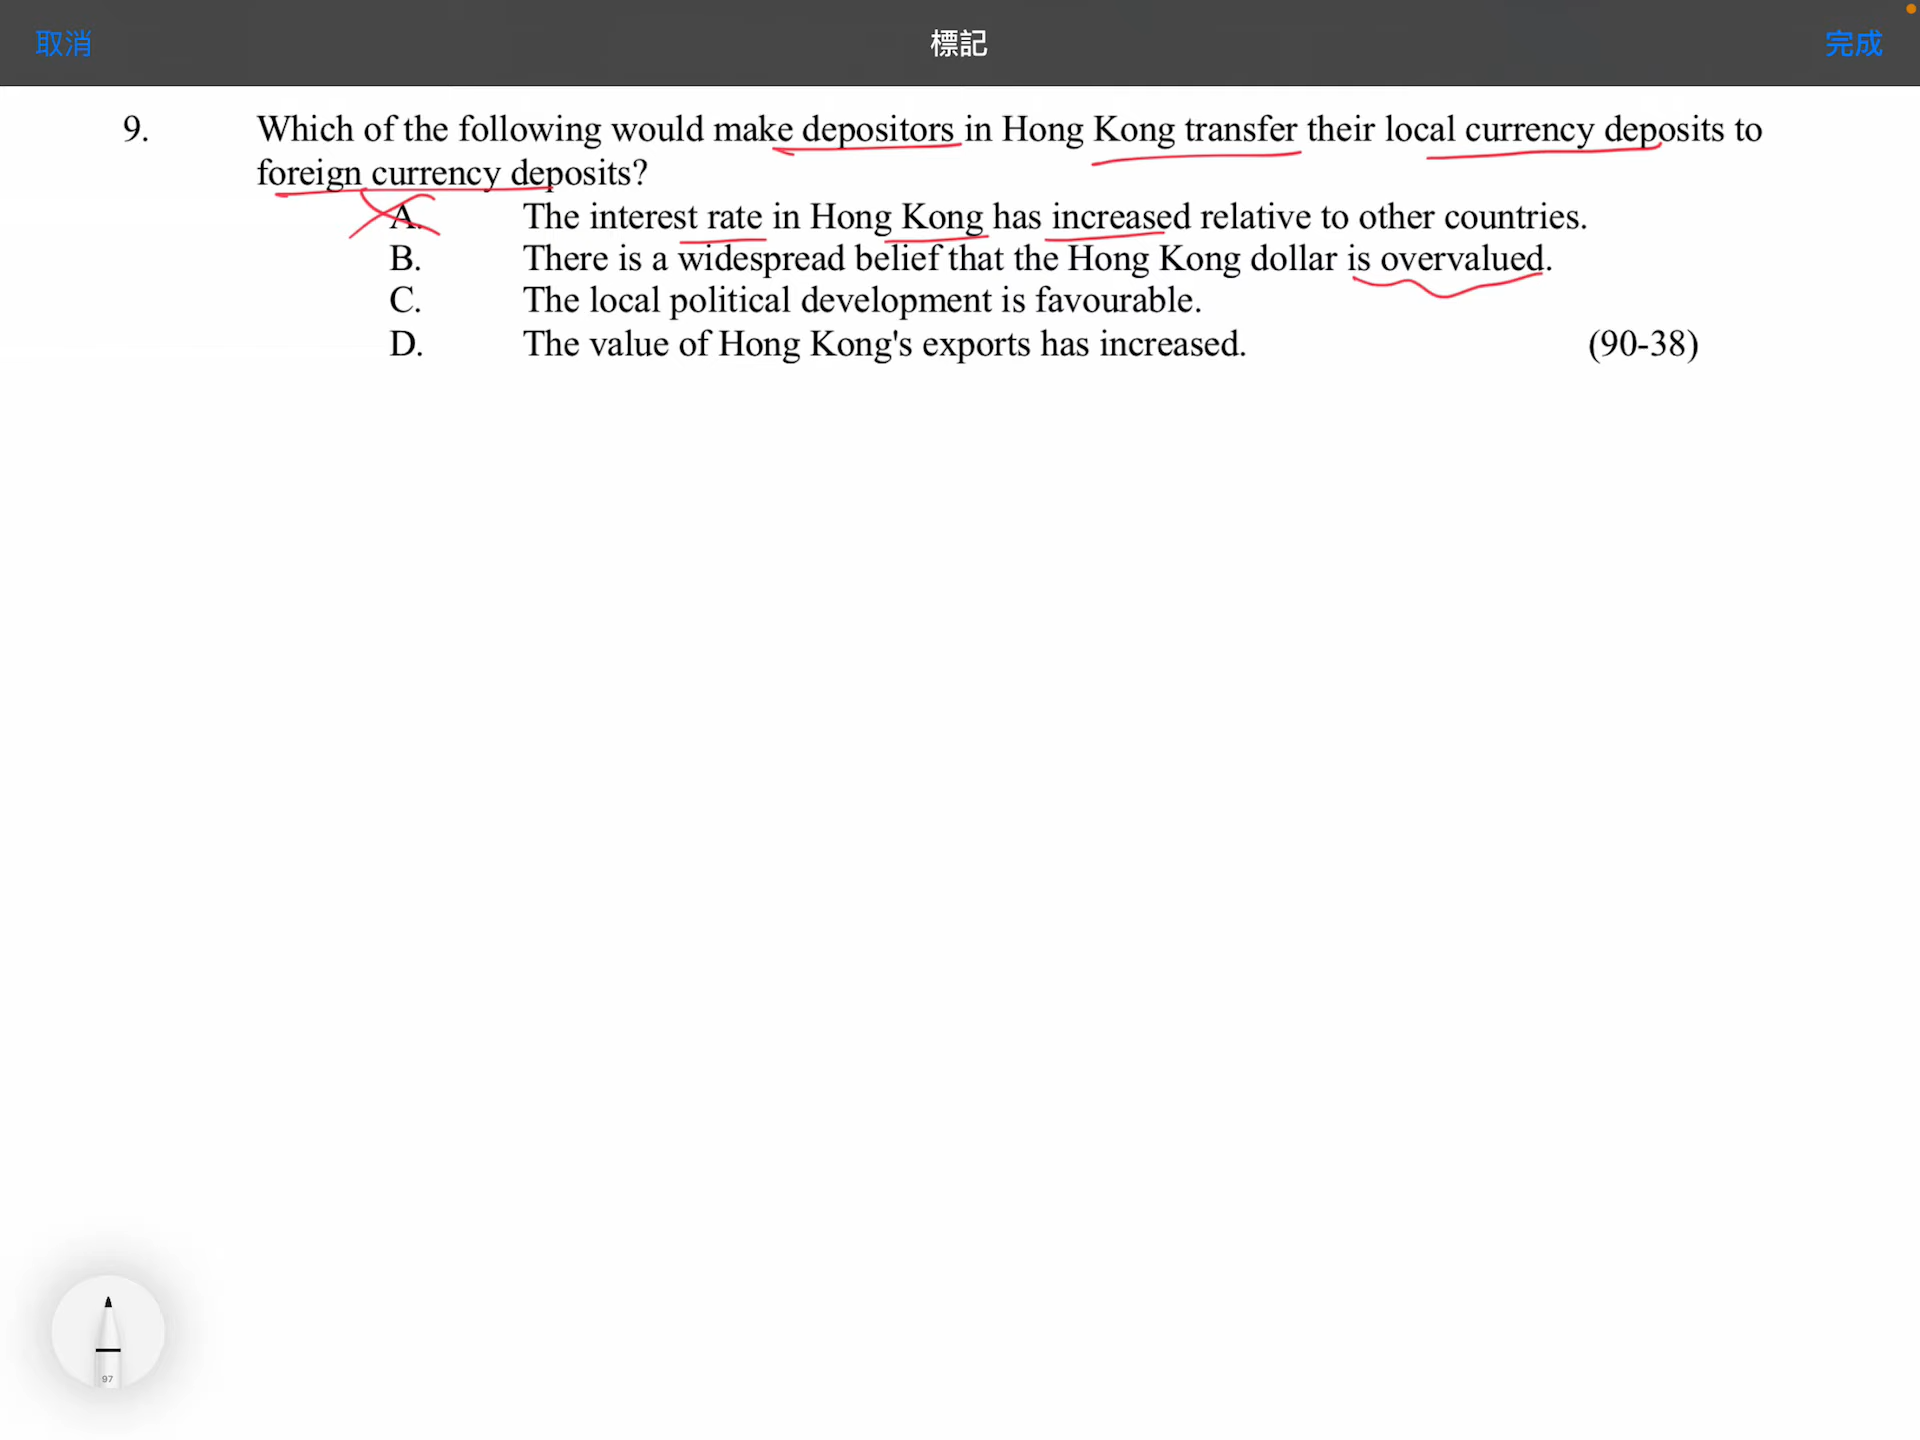 取消
標記
完成
9. Which of the following would make depositors in Hong Kong transfer their local currency deposits to
foreign currency deposits?
A. The interest rate in Hong Kong has increased relative to other countries.
B. There is a widespread belief that the Hong Kong dollar is overvalued.
C. The local political development is favourable.
D. The value of Hong Kong's exports has increased. (90-38)
97